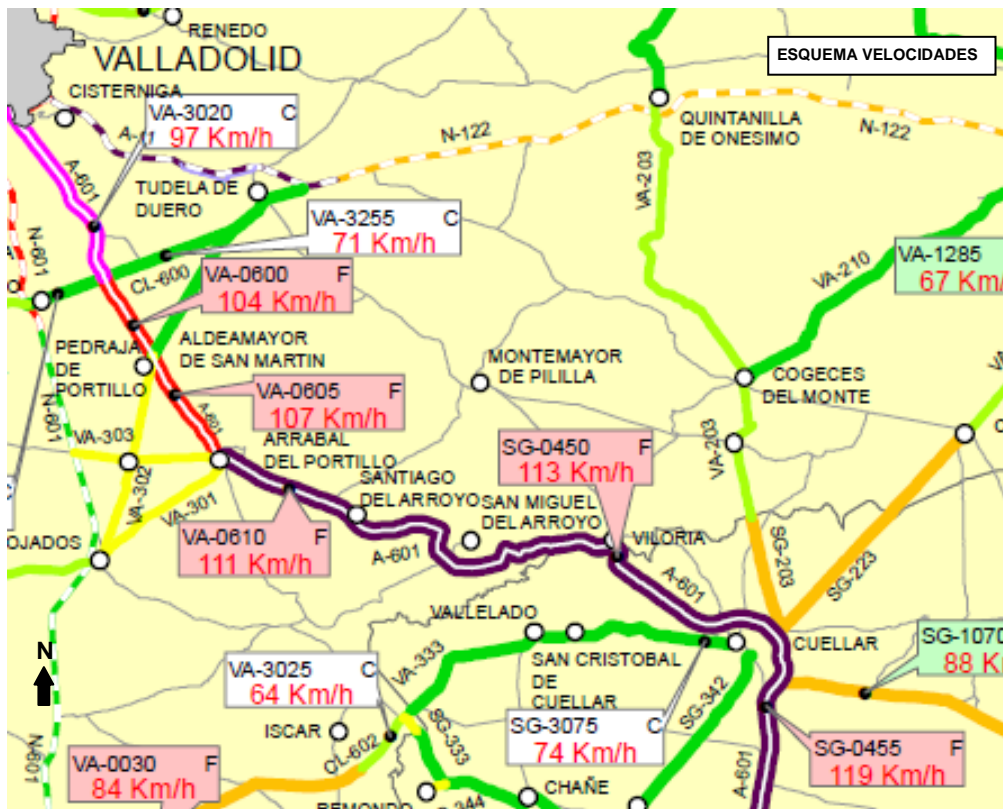 RENEDO
ESQUEMA VELOCIDADES
VALLADOLID
CISTERNIGA
VA-3020 C
97 Km/h
A-11
N-122
QUINTANILLA
DE ONESIMO
N-122
A-601
TUDELA DE
DUERO
VA-203
VA-3255 C
71 Km/h
N-601
CL-600
VA-0600 F
104 Km/h
VA-210
VA-1285
67 Km/
PEDRAJA
DE
PORTILLO
ALDEAMAYOR
DE SAN MARTIN
MONTEMAYOR
DE PILILLA
COGECES
DEL MONTE
VA-0605 F
107 Km/h
N-601
A-601
VA-303
ARRABAL
DEL PORTILLO
SG-0450 F
113 Km/h
VA-203
VA-302
VA-301
SANTIAGO
DEL ARROYO
SAN MIGUEL
DEL ARROYO
VILORIA
OJADOS
VA-0610 F
111 Km/h
A-601
A-601
SG-203
SG-223
N
VALLELADO
CUELLAR
SG-1070
88 K
VA-3025 C
64 Km/h
VA-333
SAN CRISTOBAL
DE
CUELLAR
SG-342
ISCAR
CL-602
SG-333
SG-3075 C
74 Km/h
N-601
VA-0030 F
84 Km/h
A-601
SG-0455 F
119 Km/h
CHAÑE
REMONDO
344